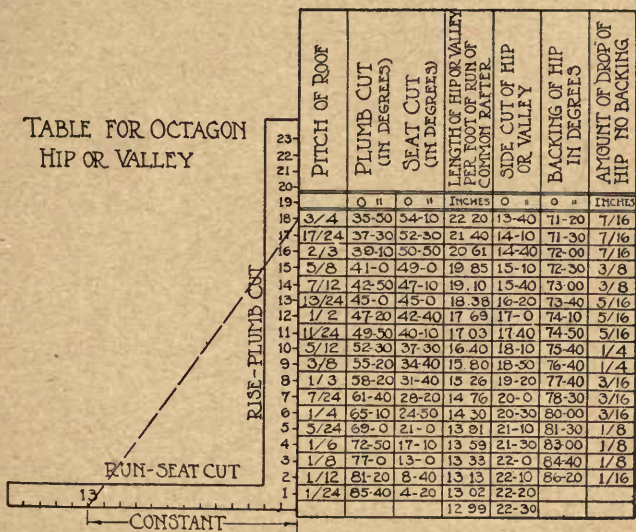 TABLE FOR OCTAGON
HIP OR VALLEY
PITCH OF ROOF
PLUMB CUT
(IN DEGREES)
SEAT CUT
(IN DEGREES)
LENGTH OF HIP OR VALLEY
PER FOOT OF RUN OF
COMMON RAFTER
SIDE CUT OF HIP
OR VALLEY
BACKING OF HIP
IN DEGREES
AMOUNT OF DROP OF
HIP NO BACKING
23
22
21
20
19 O " O " INCHES O " O " INCHES
18 3/4 35-50 54-10 22 20 13-40 71-20 7/16
17 17/24 37-30 52-30 21 40 14-10 71-30 7/16
16 2/3 39-10 50-50 20 61 14-40 72-00 7/16
15 5/8 41-0 49-0 19 85 15-10 72-30 3/8
14 7/12 42-50 47-10 19.10 15-40 73-00 3/8
13 13/24 45-0 45-0 18.38 16-20 73-40 5/16
12 1/2 47-20 42-40 17 69 17-0 74-10 5/16
11 11/24 49-50 40-10 17 03 17-40 74-50 5/16
10 5/12 52-30 37-30 16.40 18-10 75-40 1/4
9 3/8 55-20 34-40 15.80 18-50 76-40 1/4
8 1/3 58-20 31-40 15 26 19-20 77-40 3/16
7 7/24 61-40 28-20 14 76 20-0 78-30 3/16
6 1/4 65-10 24-50 14 30 20-30 80-00 3/16
5 5/24 69-0 21-0 13 91 21-10 81-30 1/8
4 1/6 72-50 17-10 13 59 21-30 83-00 1/8
3 1/8 77-0 13-0 13 33 22-0 84-40 1/8
2 1/12 81-20 8-40 13 13 22-10 86-20 1/16
1 1/24 85-40 4-20 13 02 22-20
12 99 22-30
RISE-PLUMB CUT
RUN-SEAT CUT
13
CONSTANT